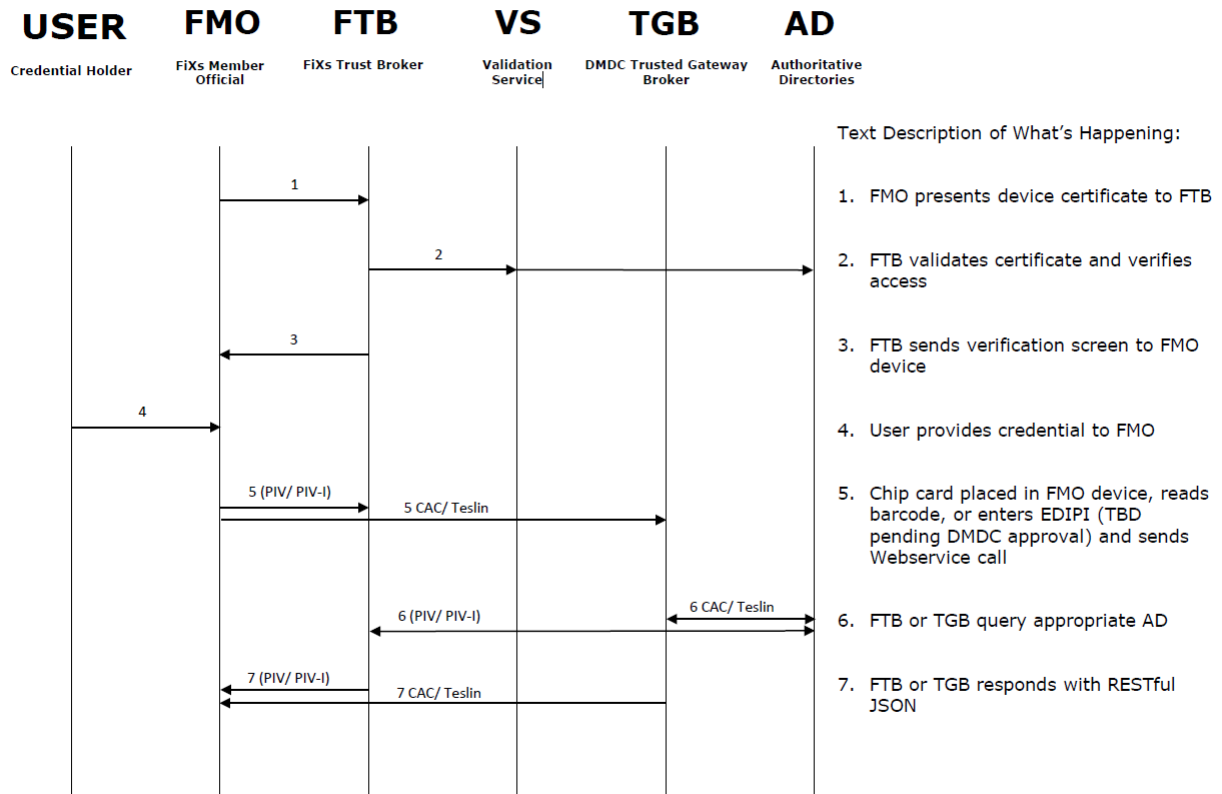 USER FMO FTB VS TGB AD
Credential Holder
FiXs Member
Official
FiXs Trust Broker
Validation
Service
DMDC Trusted Gateway
Broker
Authoritative
Directories
Text Description of What's Happening:
1
1. FMO presents device certificate to FTB
2
2. FTB validates certificate and verifies
access
3
3. FTB sends verification screen to FMO
device
4
4. User provides credential to FMO
5 (PIV/ PIV-I)
5 CAC/ Teslin
5. Chip card placed in FMO device, reads
barcode, or enters EDIPI (TBD
pending DMDC approval) and sends
Webservice call
6 CAC/ Teslin
6 (PIV/ PIV-I)
6. FTB or TGB query appropriate AD
7 (PIV/ PIV-I)
7 CAC/ Teslin
7. FTB or TGB responds with RESTful
JSON